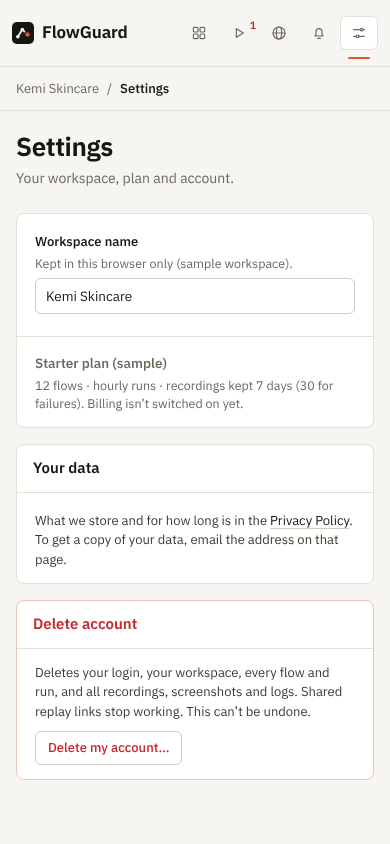 FlowGuard
1
Kemi Skincare / Settings
Settings
Your workspace, plan and account.
Workspace name
Kept in this browser only (sample workspace).
Kemi Skincare
Starter plan (sample)
12 flows · hourly runs · recordings kept 7 days (30 for
failures). Billing isn’t switched on yet.
Your data
What we store and for how long is in the Privacy Policy.
To get a copy of your data, email the address on that
page.
Delete account
Deletes your login, your workspace, every flow and
run, and all recordings, screenshots and logs. Shared
replay links stop working. This can’t be undone.
Delete my account…